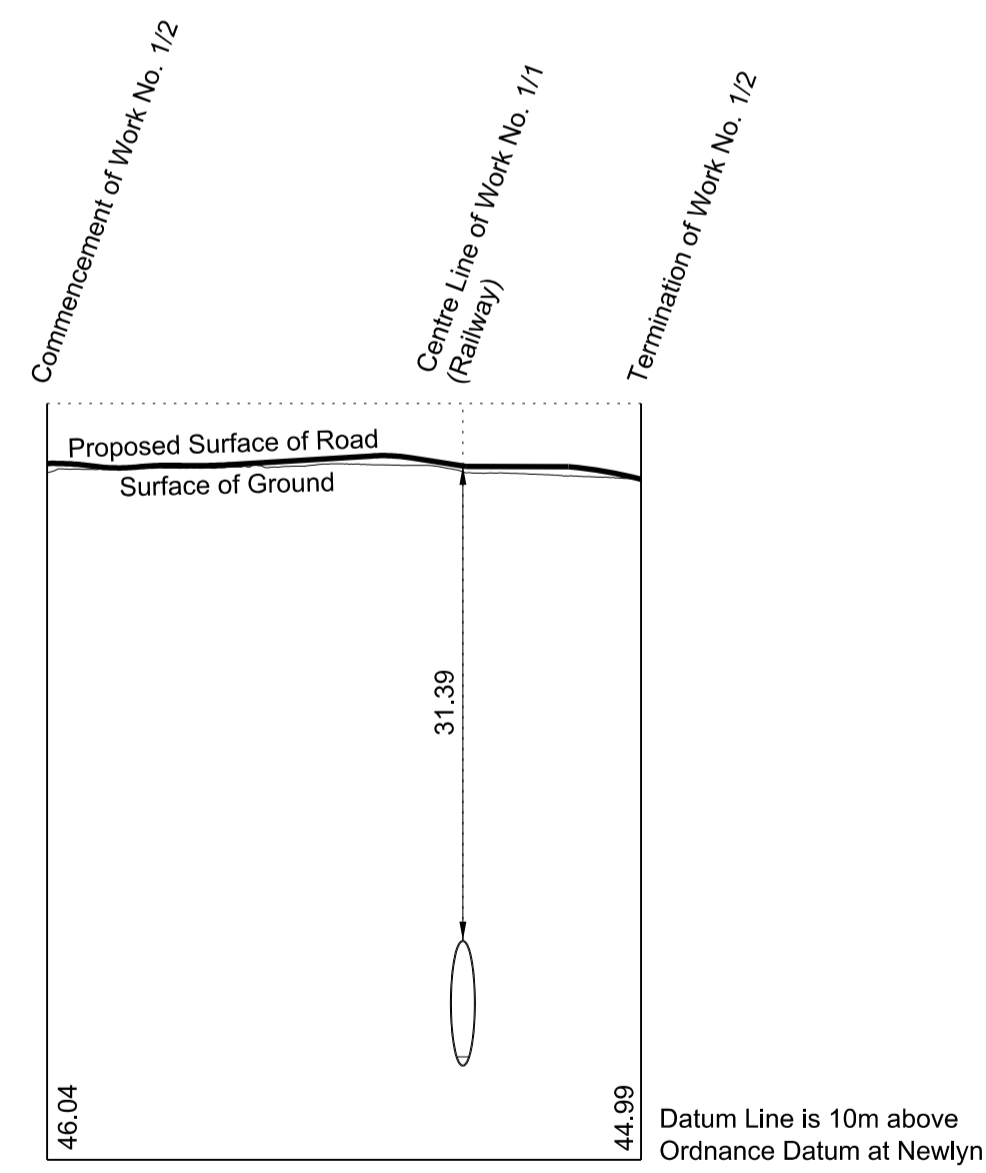 Commencement of Work No. 1/2
Centre Line of Work No. 1/1
(Railway)
Termination of Work No. 1/2
Proposed Surface of Road
Surface of Ground
31.39
46.04
44.99
Datum Line is 10m above
Ordnance Datum at Newlyn